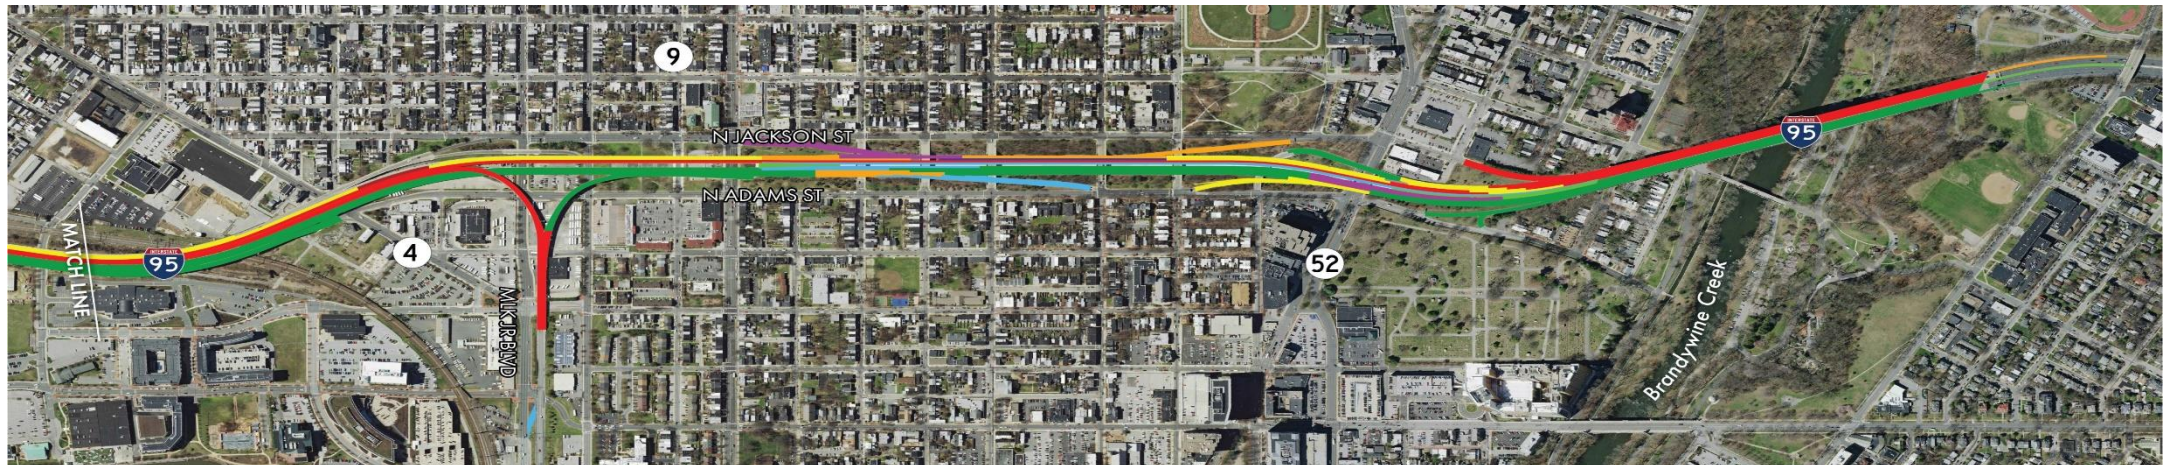 9
N JACKSON ST
INTERSTATE
95
N ADAMS ST
MATCH LINE
INTERSTATE
95
4
52
MLK JR BLVD
Brandywine Creek